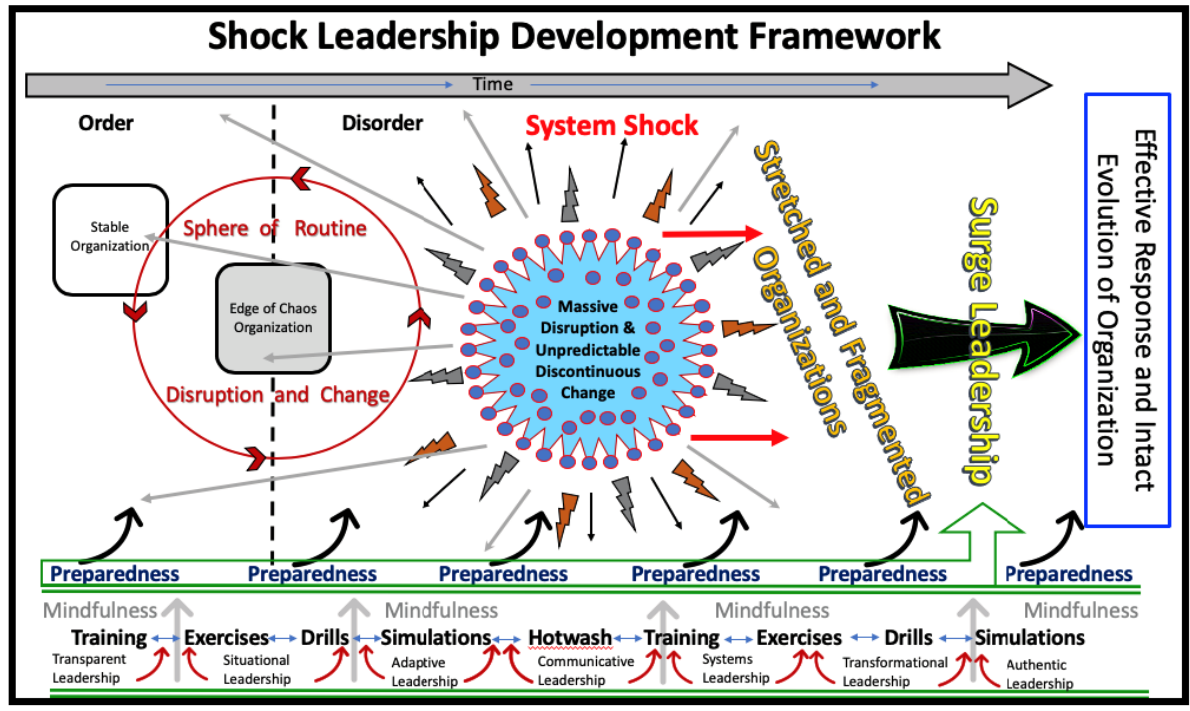 Shock Leadership Development Framework
Time
Order
Disorder
System Shock
Stable
Organization
Sphere of Routine
Edge of Chaos
Organization
Disruption and Change
Massive
Disruption &
Unpredictable
Discontinuous
Change
Stretched and Fragmented
Organizations
Surge Leadership
Effective Response and Intact
Evolution of Organization
Preparedness Preparedness Preparedness Preparedness Preparedness Preparedness
Mindfulness Mindfulness Mindfulness Mindfulness
Training Exercises Drills Simulations Hotwash Training Exercises Drills Simulations
Transparent
Leadership
Situational
Leadership
Adaptive
Leadership
Communicative
Leadership
Systems
Leadership
Transformational
Leadership
Authentic
Leadership